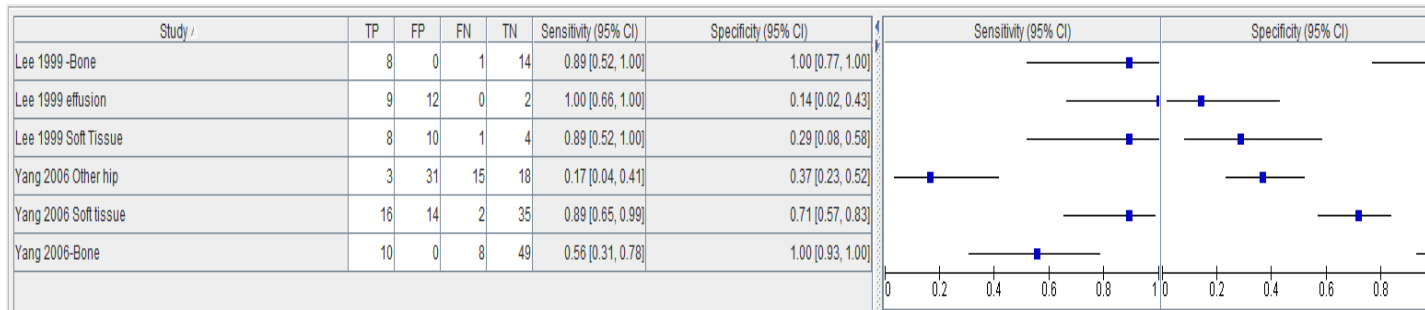 Study TP FP FN TN Sensitivity (95% CI) Specificity (95% CI) Sensitivity (95% CI) Specificity (95% CI)
Lee 1999 -Bone 8 0 1 14 0.89 [0.52, 1.00] 1.00 [0.77, 1.00]
Lee 1999 effusion 9 12 0 2 1.00 [0.66, 1.00] 0.14 [0.02, 0.43]
Lee 1999 Soft Tissue 8 10 1 4 0.89 [0.52, 1.00] 0.29 [0.08, 0.58]
Yang 2006 Other hip 3 31 15 18 0.17 [0.04, 0.41] 0.37 [0.23, 0.52]
Yang 2006 Soft tissue 16 14 2 35 0.89 [0.65, 0.99] 0.71 [0.57, 0.83]
Yang 2006-Bone 10 0 8 49 0.56 [0.31, 0.78] 1.00 [0.93, 1.00]
0 0.2 0.4 0.6 0.8 1 0 0.2 0.4 0.6 0.8